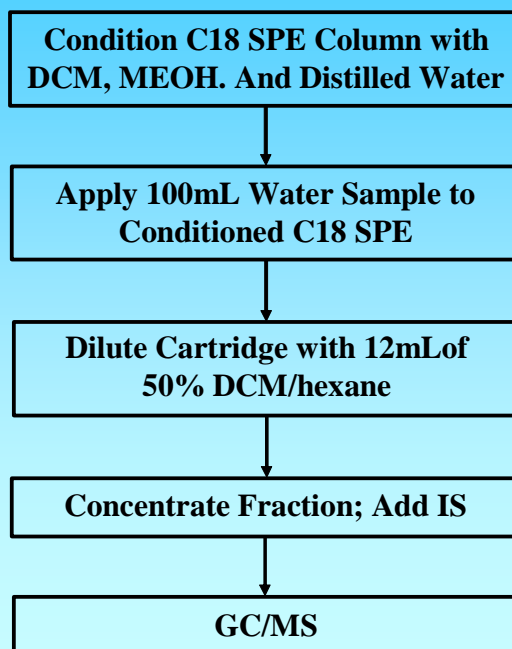 Condition C18 SPE Column with
DCM, MEOH. And Distilled Water
Apply 100mL Water Sample to
Conditioned C18 SPE
Dilute Cartridge with 12mLof
50% DCM/hexane
Concentrate Fraction; Add IS
GC/MS